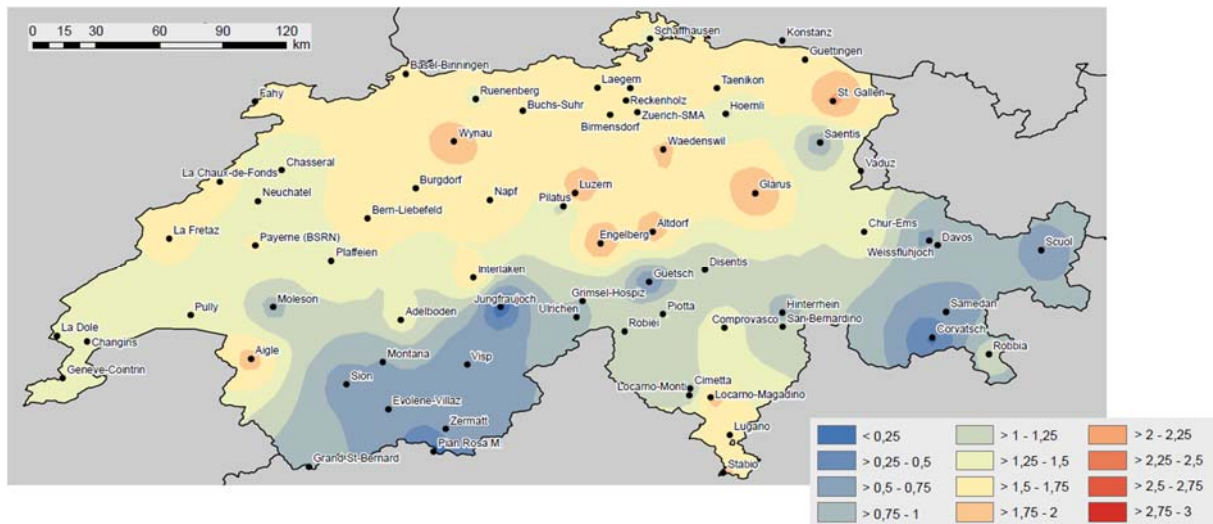 0 15 30 60 90 120
km
Schaffhausen
Konstanz
Guettingen
Basel-Binningen
Laegern
Taenikon
Fahy
Ruenenberg
Reckenholz
St. Gallen
Buchs-Suhr
Hoernli
Zuerich-SMA
Birmensdorf
Wynau
Saentis
Waedenswil
Chasseral
La Chaux-de-Fonds
Vaduz
Neuchatel
Burgdorf
Napf
Luzern
Pilatus
Glarus
Bern-Liebefeld
La Fretaz
Payerne (BSRN)
Altdorf
Engelberg
Chur-Ems
Davos
Scuol
Plaffeien
Weissfluhjoch
Disentis
Interlaken
Guetsch
Moleson
Jungfraujoch
Grimsel-Hospiz
Ulrichen
Piotta
Hinterrhein
Samedan
Pully
Adelboden
Robiei
Comprovasco
San-Bernardino
La Dole
Changins
Corvatsch
Robbia
Aigle
Montana
Visp
Geneve-Cointrin
Sion
Locarno-Monti
Cimetta
Locarno-Magadino
Evolene-Villaz
Zermatt
Lugano
Pian Rosa M.
Grand-St-Bernard
Stabio
< 0,25
> 1 - 1,25
> 2 - 2,25
> 0,25 - 0,5
> 1,25 - 1,5
> 2,25 - 2,5
> 0,5 - 0,75
> 1,5 - 1,75
> 2,5 - 2,75
> 0,75 - 1
> 1,75 - 2
> 2,75 - 3